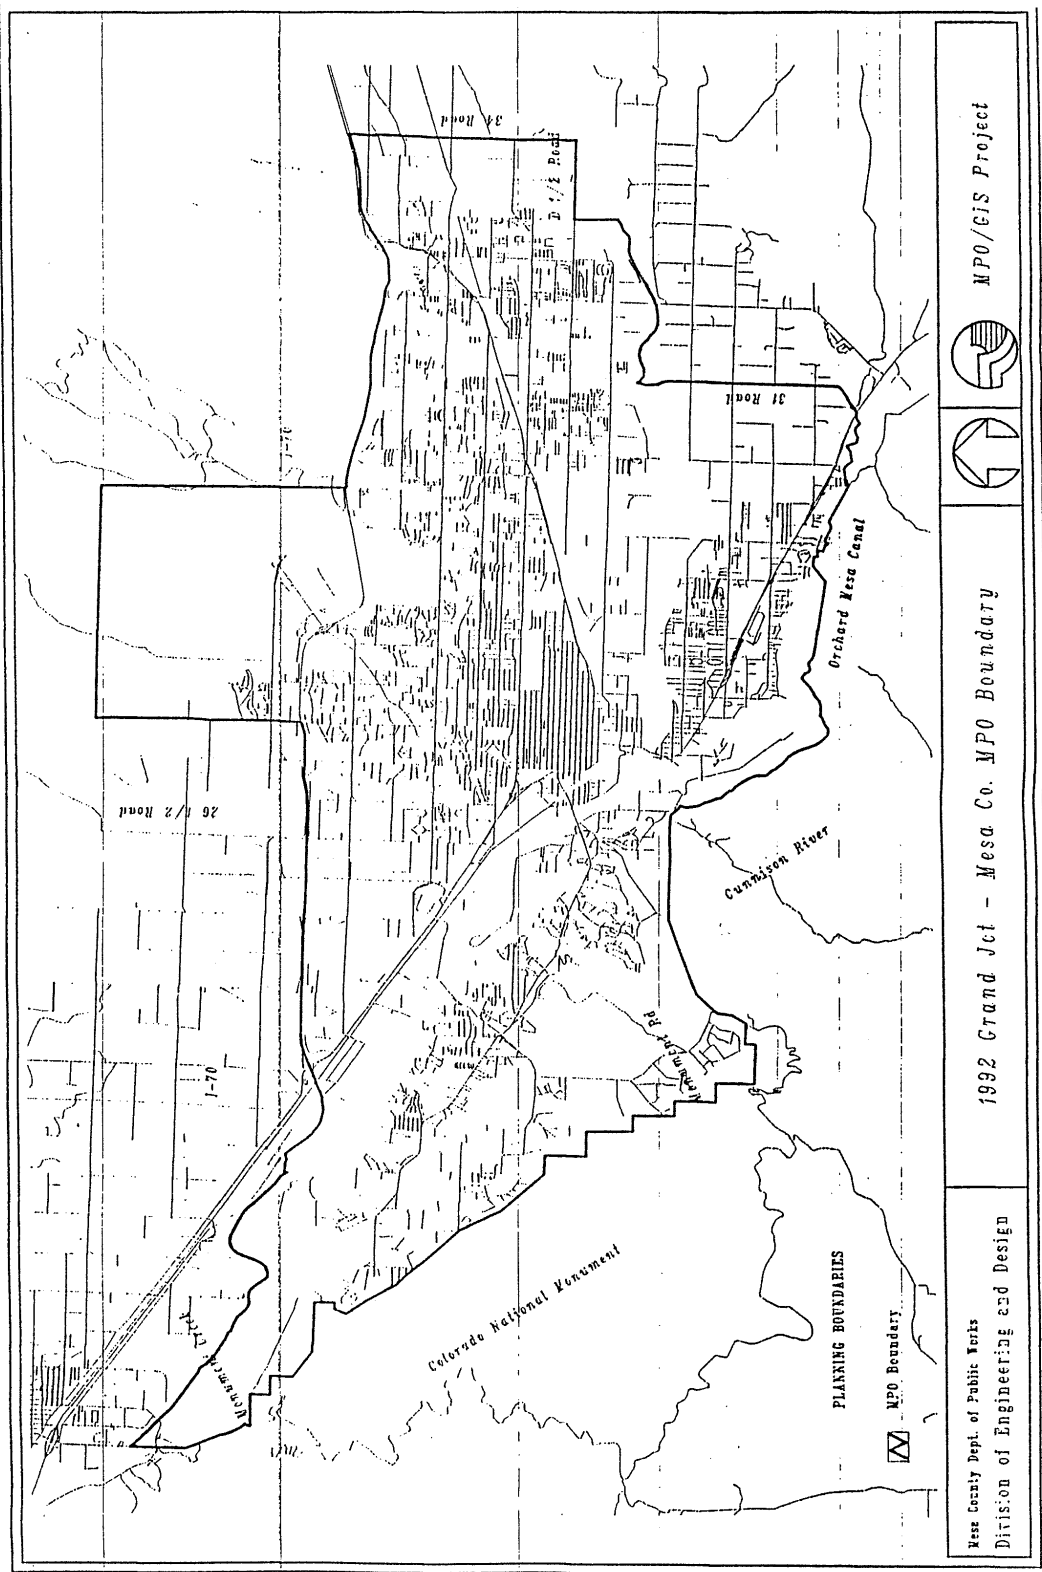 34 Road
D 1/2 Road
31 Road
I-70
Orchard Mesa Canal
26 1/2 Road
Gunnison River
Monument Rd
I-70
Colorado National Monument
Monument
PLANNING BOUNDARIES
MPO Boundary
Mesa County Dept. of Public Works
Division of Engineering and Design
1992 Grand Jct - Mesa Co. MPO Boundary
MPO/GIS Project